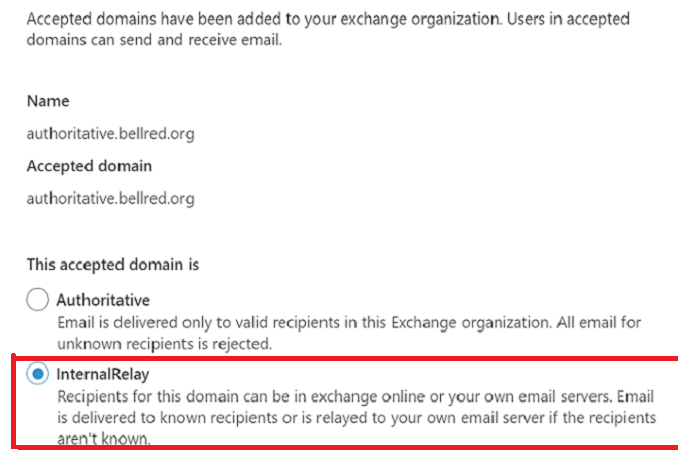 Accepted domains have been added to your exchange organization. Users in accepted
domains can send and receive email.
Name
authoritative.bellred.org
Accepted domain
authoritative.bellred.org
This accepted domain is
Authoritative
Email is delivered only to valid recipients in this Exchange organization. All email for
unknown recipients is rejected.
InternalRelay
Recipients for this domain can be in exchange online or your own email servers. Email
is delivered to known recipients or is relayed to your own email server if the recipients
aren't known.